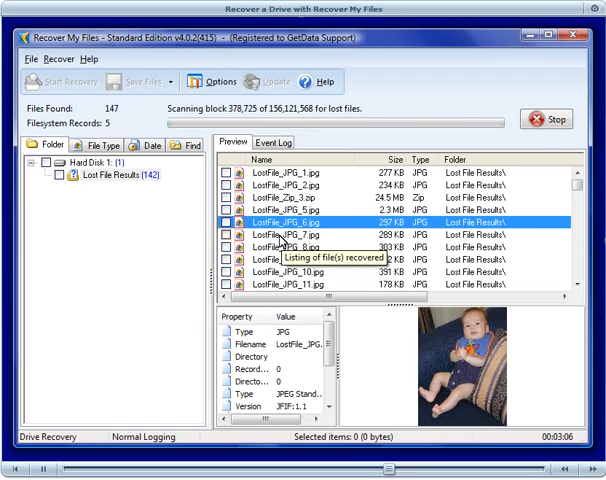 Recover a Drive with Recover My Files
Recover My Files - Standard Edition v4.0.2(415) - (Registered to GetData Support)
File Recover Help
Start Recovery Save Files Options Update Help
Files Found: 147 Scanning block 378,725 of 156,121,568 for lost files.
Filesystem Records: 5 Stop
Folder File Type Date Find Preview Event Log
Name Size Type Folder
Hard Disk 1: (1)
Lost File Results (142)
LostFile_JPG_1.jpg 277 KB JPG Lost File Results\
LostFile_JPG_2.jpg 234 KB JPG Lost File Results\
LostFile_Zip_3.zip 24.5 MB Zip Lost File Results\
LostFile_JPG_5.jpg 2.3 MB JPG Lost File Results\
LostFile_JPG_6.jpg 297 KB JPG Lost File Results\
LostFile_JPG_7.jpg 289 KB JPG Lost File Results\
LostFile_JPG_8.jpg 303 KB JPG Lost File Results\
Listing of file(s) recovered 2 KB JPG Lost File Results\
LostFile_JPG_10.jpg 391 KB JPG Lost File Results\
LostFile_JPG_11.jpg 178 KB JPG Lost File Results\
Property Value
Type JPG
Filename LostFile_JPG.
Directory
Record... 0
Directo... 0
Type JPEG Stand...
Version JFIF:1.1
Drive Recovery Normal Logging Selected items: 0 (0 bytes) 00:03:06